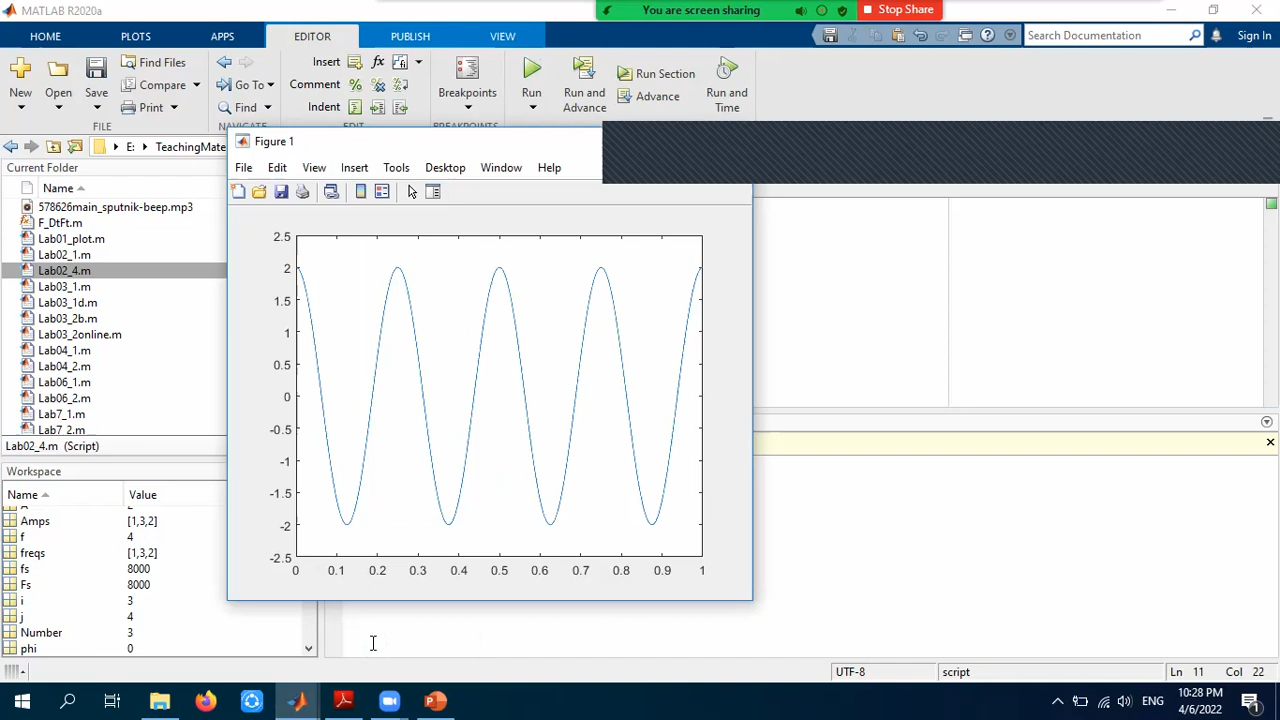 MATLAB R2020a
You are screen sharing
Stop Share
HOME PLOTS APPS EDITOR PUBLISH VIEW
Search Documentation
Sign In
New Open Save
Find Files
Compare
Print
FILE
Go To
Find
NAVIGATE
Insert
Comment
Indent
EDIT
Breakpoints
BREAKPOINTS
Run
Run and Advance
Run Section
Advance
Run and Time
RUN
E: TeachingMate
Current Folder
Name
578626main_sputnik-beep.mp3
F_DtFt.m
Lab01_plot.m
Lab02_1.m
Lab02_4.m
Lab03_1.m
Lab03_1d.m
Lab03_2b.m
Lab03_2online.m
Lab04_1.m
Lab04_2.m
Lab06_1.m
Lab06_2.m
Lab7_1.m
Lab7_2.m
Lab02_4.m (Script)
Workspace
Name Value
Amps [1,3,2]
f 4
freqs [1,3,2]
fs 8000
Fs 8000
i 3
j 4
Number 3
phi 0
Figure 1
File Edit View Insert Tools Desktop Window Help
2.5
2
1.5
1
0.5
0
-0.5
-1
-1.5
-2
-2.5
0 0.1 0.2 0.3 0.4 0.5 0.6 0.7 0.8 0.9 1
UTF-8 script Ln 11 Col 22
ENG
10:28 PM
4/6/2022